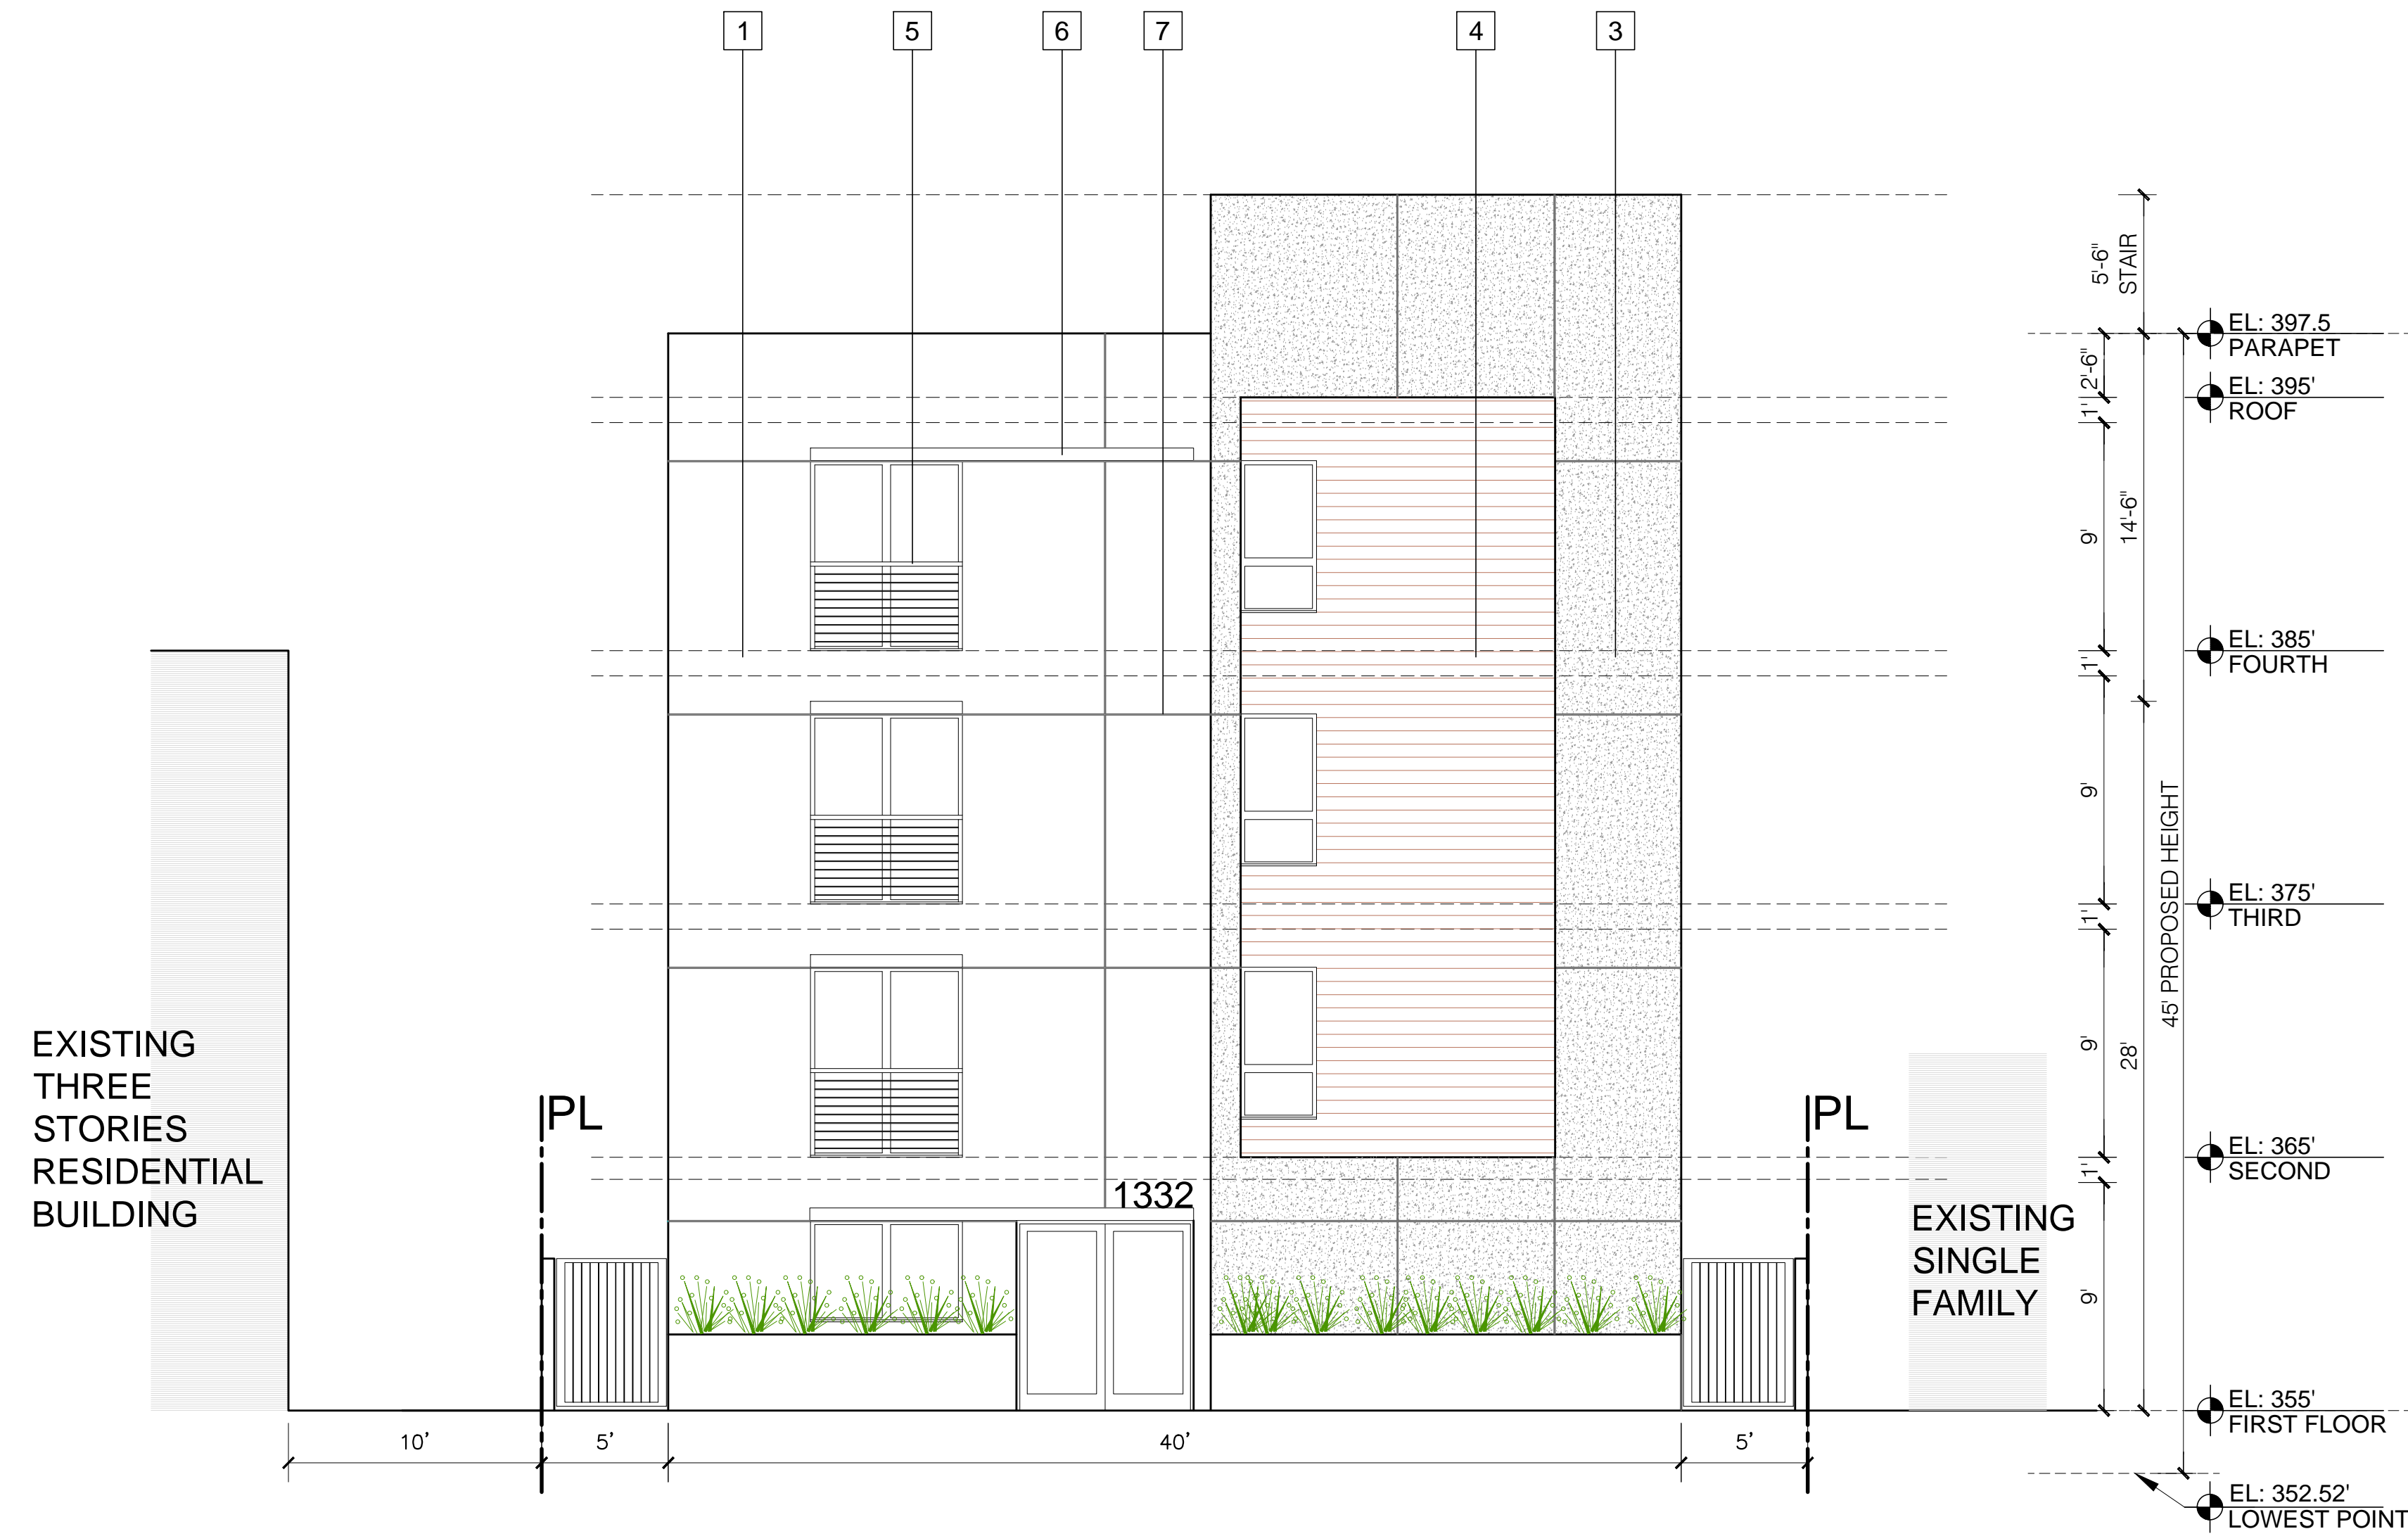 1
5
6
7
4
3
5'-6"
STAIR
EL: 397.5
PARAPET
2'-6"
EL: 395'
ROOF
1'
9'
14'-6"
EL: 385'
FOURTH
1'
9'
45' PROPOSED HEIGHT
EL: 375'
THIRD
1'
9'
28'
EXISTING
THREE
STORIES
RESIDENTIAL
BUILDING
PL
PL
EL: 365'
SECOND
1'
1332
EXISTING
SINGLE
FAMILY
9'
EL: 355'
FIRST FLOOR
10'
5'
40'
5'
EL: 352.52'
LOWEST POINT